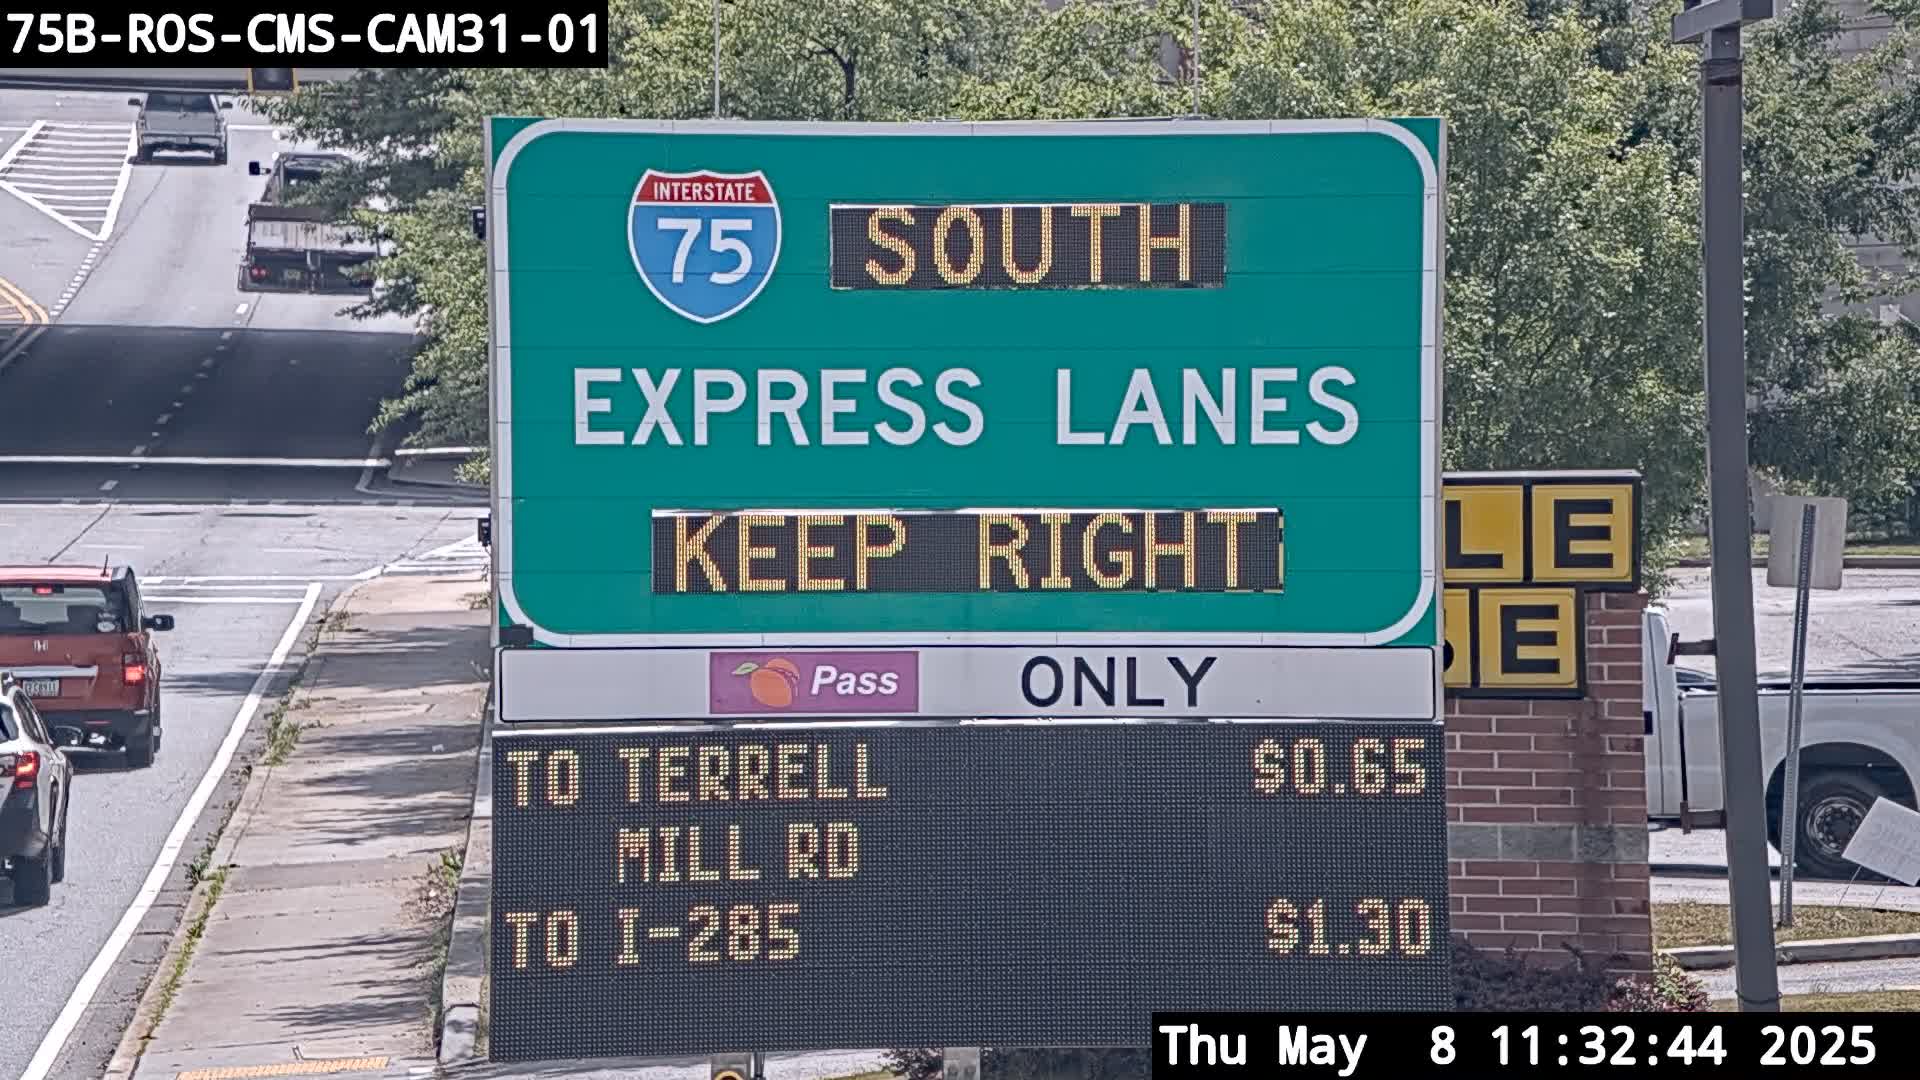 75B-ROS-CMS-CAM31-01
INTERSTATE
75
SOUTH
EXPRESS LANES
KEEP RIGHT
Pass ONLY
TO TERRELL $0.65
MILL RD
TO I-285 $1.30
LE
E
Thu May 8 11:32:44 2025